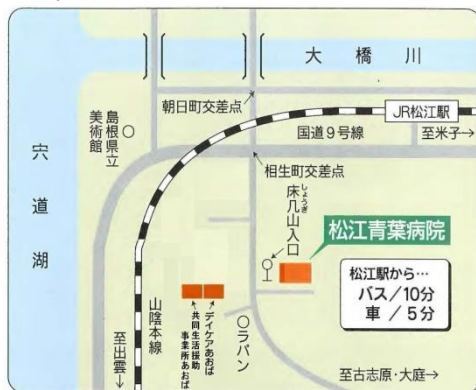 大橋川
朝日町交差点
JR松江駅
国道9号線
至米子→
島根県立
美術館
相生町交差点
宍道湖
しょうぎ
床几山入口
松江青葉病院
松江駅から…
バス/10分
車/5分
山陰本線
デイケアあおば
共同生活援助
事業所あおば
ラパン
至出雲
至古志原・大庭